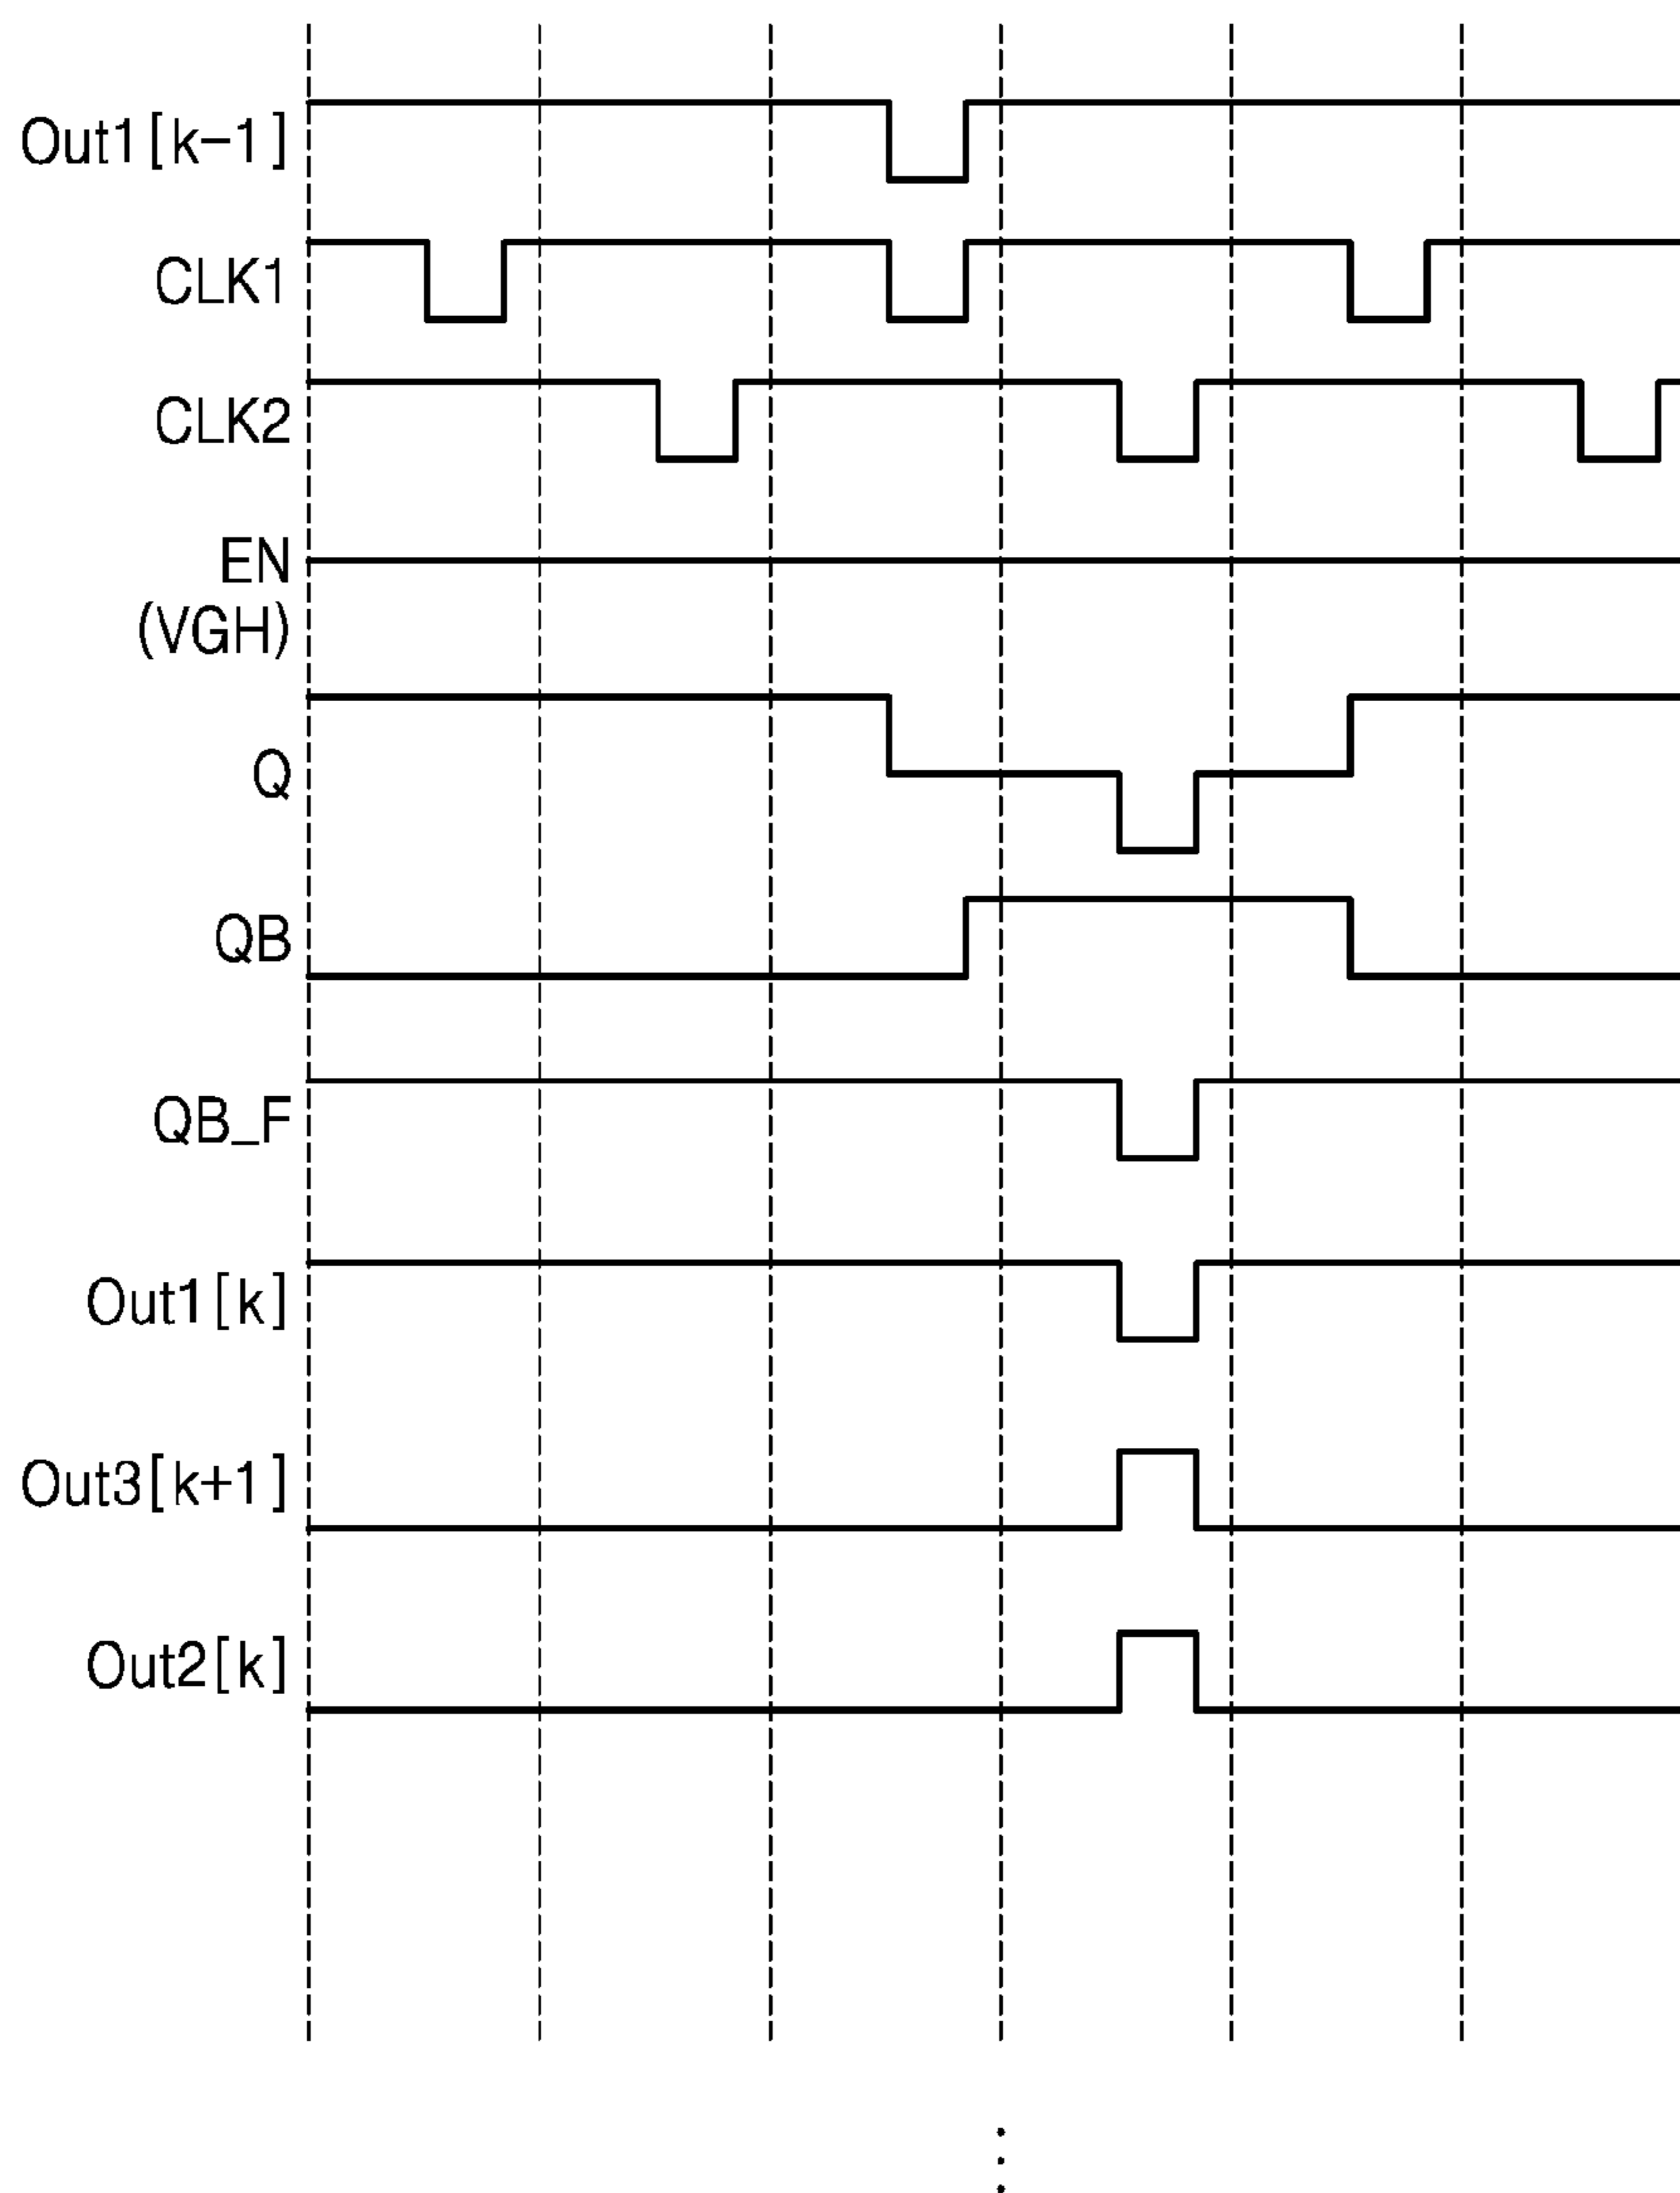 Out1[k-1]
CLK1
CLK2
EN
(VGH)
Q
QB
QB_F
Out1[k]
Out3[k+1]
Out2[k]